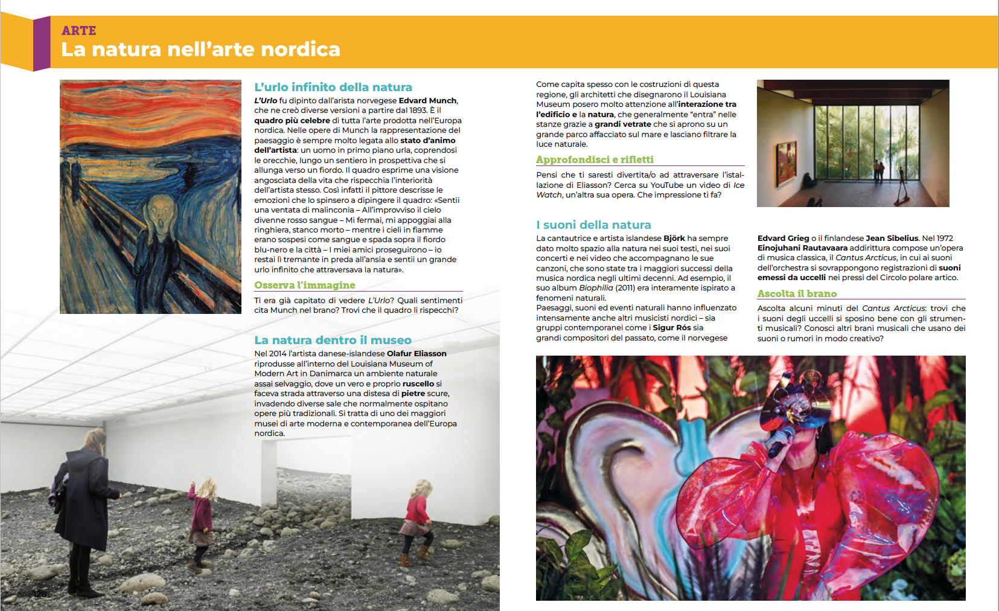 ARTE
La natura nell'arte nordica
L'urlo infinito della natura
L'Urlo fu dipinto dall'arista norvegese Edvard Munch,
che ne creò diverse versioni a partire dal 1893. È il
quadro più celebre di tutta l'arte prodotta nell'Europa
nordica. Nelle opere di Munch la rappresentazione del
paesaggio è sempre molto legata allo stato d'animo
dell'artista: un uomo in primo piano urla, coprendosi
le orecchie, lungo un sentiero in prospettiva che si
allunga verso un fiordo. Il quadro esprime una visione
angosciata della vita che rispecchia l'interiorità
dell'artista stesso. Così infatti il pittore descrisse le
emozioni che lo spinsero a dipingere il quadro: «Sentii
una ventata di malinconia – All'improvviso il cielo
divenne rosso sangue – Mi fermai, mi appoggiai alla
ringhiera, stanco morto – mentre i cieli in fiamme
erano sospesi come sangue e spada sopra il fiordo
blu-nero e la città – I miei amici proseguirono – io
restai lì tremante in preda all'ansia e sentii un grande
urlo infinito che attraversava la natura».
Osserva l'immagine
Ti era già capitato di vedere L'Urlo? Quali sentimenti
cita Munch nel brano? Trovi che il quadro li rispecchi?
La natura dentro il museo
Nel 2014 l'artista danese-islandese Olafur Eliasson
riprodusse all'interno del Louisiana Museum of
Modern Art in Danimarca un ambiente naturale
assai selvaggio, dove un vero e proprio ruscello si
faceva strada attraverso una distesa di pietre scure,
invadendo diverse sale che normalmente ospitano
opere più tradizionali. Si tratta di uno dei maggiori
musei di arte moderna e contemporanea dell'Europa
nordica.
128
Come capita spesso con le costruzioni di questa
regione, gli architetti che disegnarono il Louisiana
Museum posero molto attenzione all'interazione tra
l'edificio e la natura, che generalmente "entra" nelle
stanze grazie a grandi vetrate che si aprono su un
grande parco affacciato sul mare e lasciano filtrare la
luce naturale.
Approfondisci e rifletti
Pensi che ti saresti divertita/o ad attraversare l'istal-
lazione di Eliasson? Cerca su YouTube un video di Ice
Watch, un'altra sua opera. Che impressione ti fa?
I suoni della natura
La cantautrice e artista islandese Björk ha sempre
dato molto spazio alla natura nei suoi testi, nei suoi
concerti e nei video che accompagnano le sue
canzoni, che sono state tra i maggiori successi della
musica nordica negli ultimi decenni. Ad esempio, il
suo album Biophilia (2011) era interamente ispirato a
fenomeni naturali.
Paesaggi, suoni ed eventi naturali hanno influenzato
intensamente anche altri musicisti nordici – sia
gruppi contemporanei come i Sigur Rós sia
grandi compositori del passato, come il norvegese
Edvard Grieg o il finlandese Jean Sibelius. Nel 1972
Einojuhani Rautavaara addirittura compose un'opera
di musica classica, il Cantus Arcticus, in cui ai suoni
dell'orchestra si sovrappongono registrazioni di suoni
emessi da uccelli nei pressi del Circolo polare artico.
Ascolta il brano
Ascolta alcuni minuti del Cantus Arcticus: trovi che
i suoni degli uccelli si sposino bene con gli strumen-
ti musicali? Conosci altri brani musicali che usano dei
suoni o rumori in modo creativo?